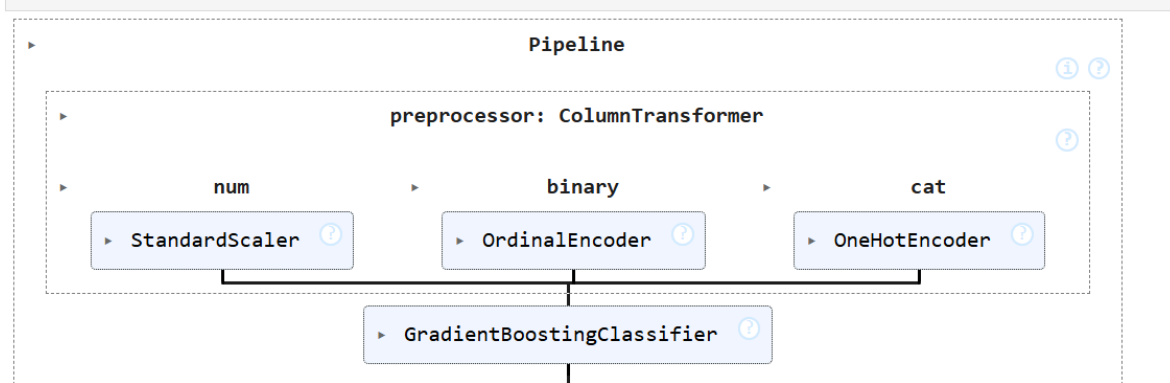 Pipeline
i ?
preprocessor: ColumnTransformer
?
num binary cat
StandardScaler ? OrdinalEncoder ? OneHotEncoder ?
GradientBoostingClassifier ?